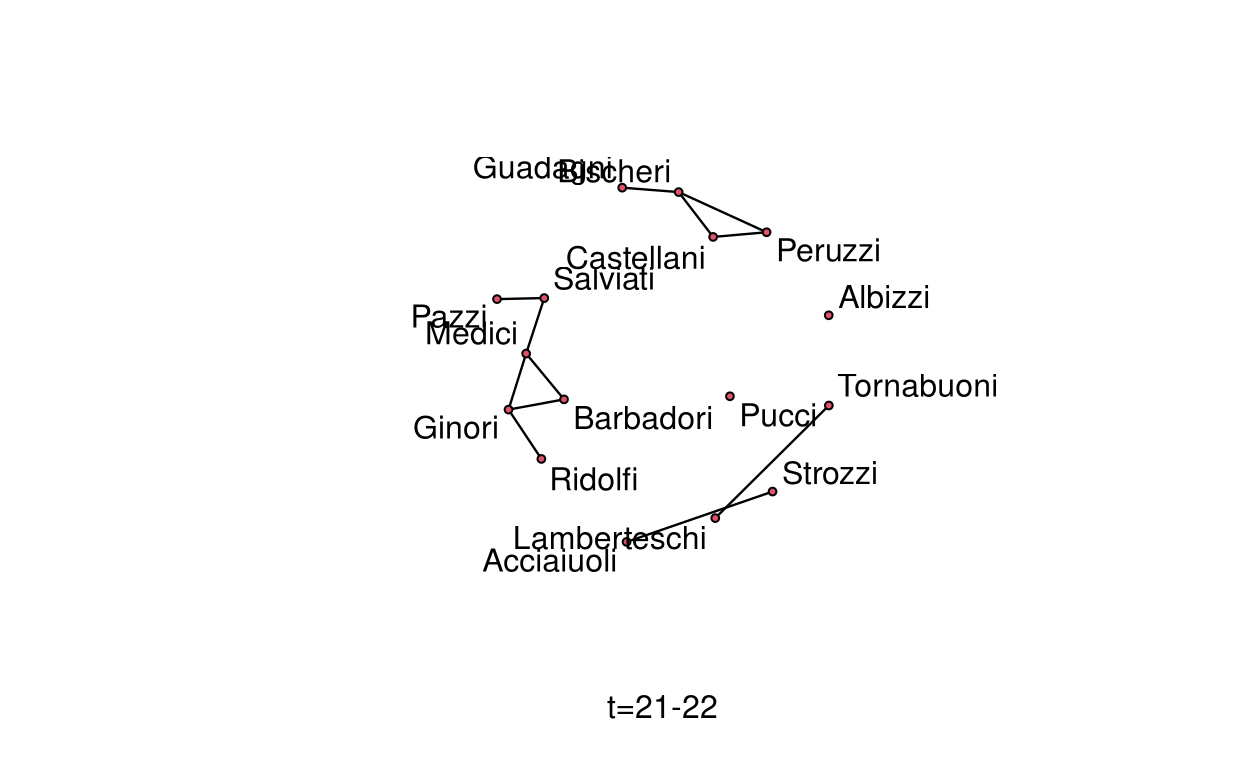 Guadagni
Bischeri
Peruzzi
Castellani
Salviati
Albizzi
Pazzi
Medici
Tornabuoni
Barbadori
Pucci
Ginori
Strozzi
Ridolfi
Lamberteschi
Acciaiuoli
t=21-22